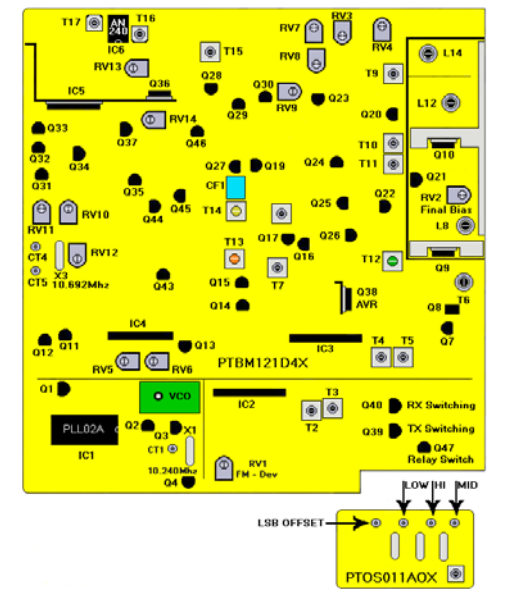 T17 AN 240 T16 RV7 RV3
IC6 T15 RV8 RV4
RV13 T9 L14
Q36 Q28 Q30
IC5 Q29 RV9 Q23 L12
Q33 Q37 RV14 Q46 Q20
Q32 Q34 T10 Q10
Q31 Q27 Q19 Q24 T11 Q21
Q35 CF1 RV2
Q44 Q45 T14 Q25 Q22 Final Bias
RV11 RV10 Q17 Q26 L8
CT4 RV12 T13 Q16 T12
CT5 X3 T7 Q9
10.692Mhz Q43 Q15 Q38 T6
Q14 AVR Q8
IC4 IC3 Q7
Q12 Q11 Q13 T4 T5
RV5 RV6 PTBM121D4X
Q1 VCO IC2 T3 Q40 RX Switching
PLL02A Q2 Q3 X1 T2 Q39 TX Switching
IC1 CT1 Q47
10.240Mhz RV1 Relay Switch
Q4 FM - Dev
LOW HI MID
LSB OFFSET
PTOS011AOX